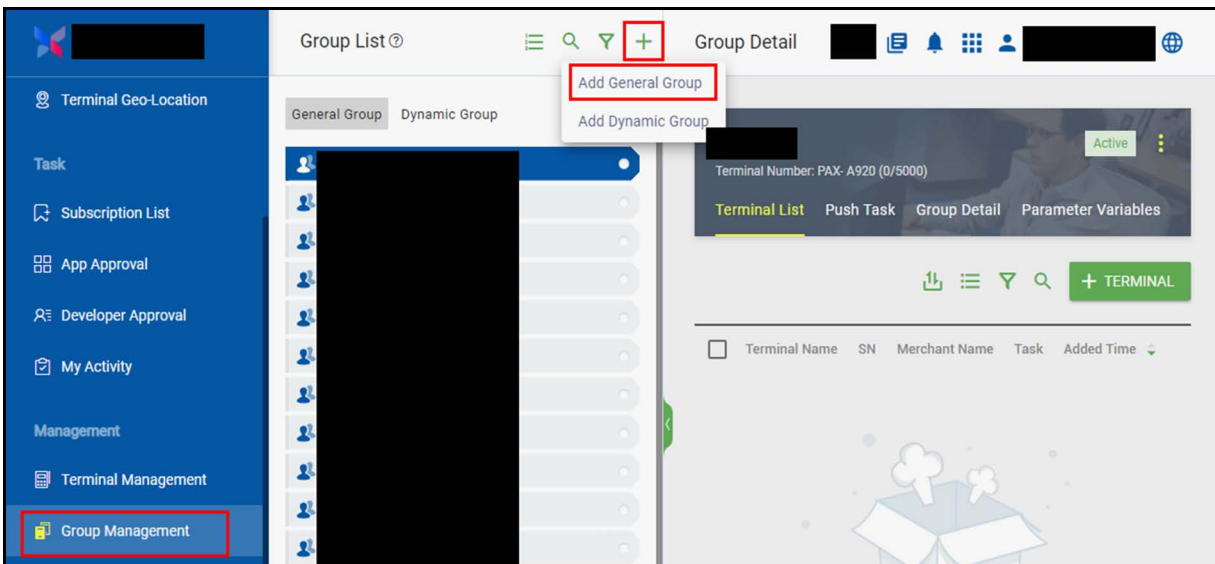 Group List
Group Detail
Add General Group
Add Dynamic Group
Terminal Geo-Location
Task
Subscription List
App Approval
Developer Approval
My Activity
Management
Terminal Management
Group Management
General Group Dynamic Group
Active
Terminal Number: PAX- A920 (0/5000)
Terminal List Push Task Group Detail Parameter Variables
+ TERMINAL
Terminal Name SN Merchant Name Task Added Time